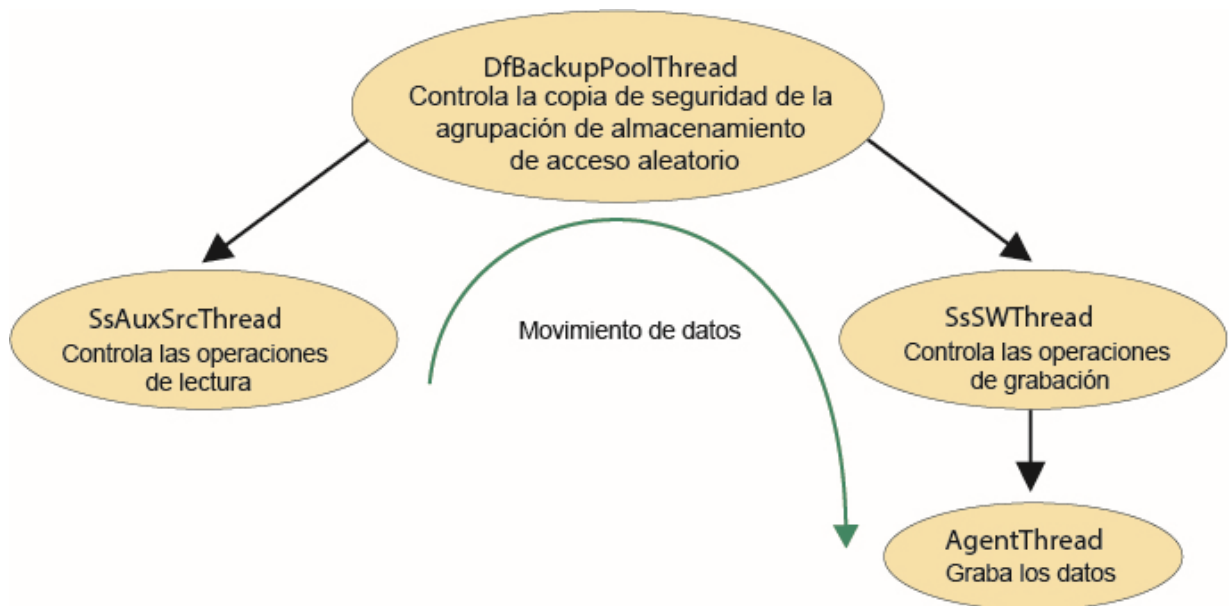 DfBackupPoolThread
Controla la copia de seguridad de la
agrupación de almacenamiento
de acceso aleatorio
SsAuxSrcThread
Controla las operaciones
de lectura
Movimiento de datos
SsSWThread
Controla las operaciones
de grabación
AgentThread
Graba los datos